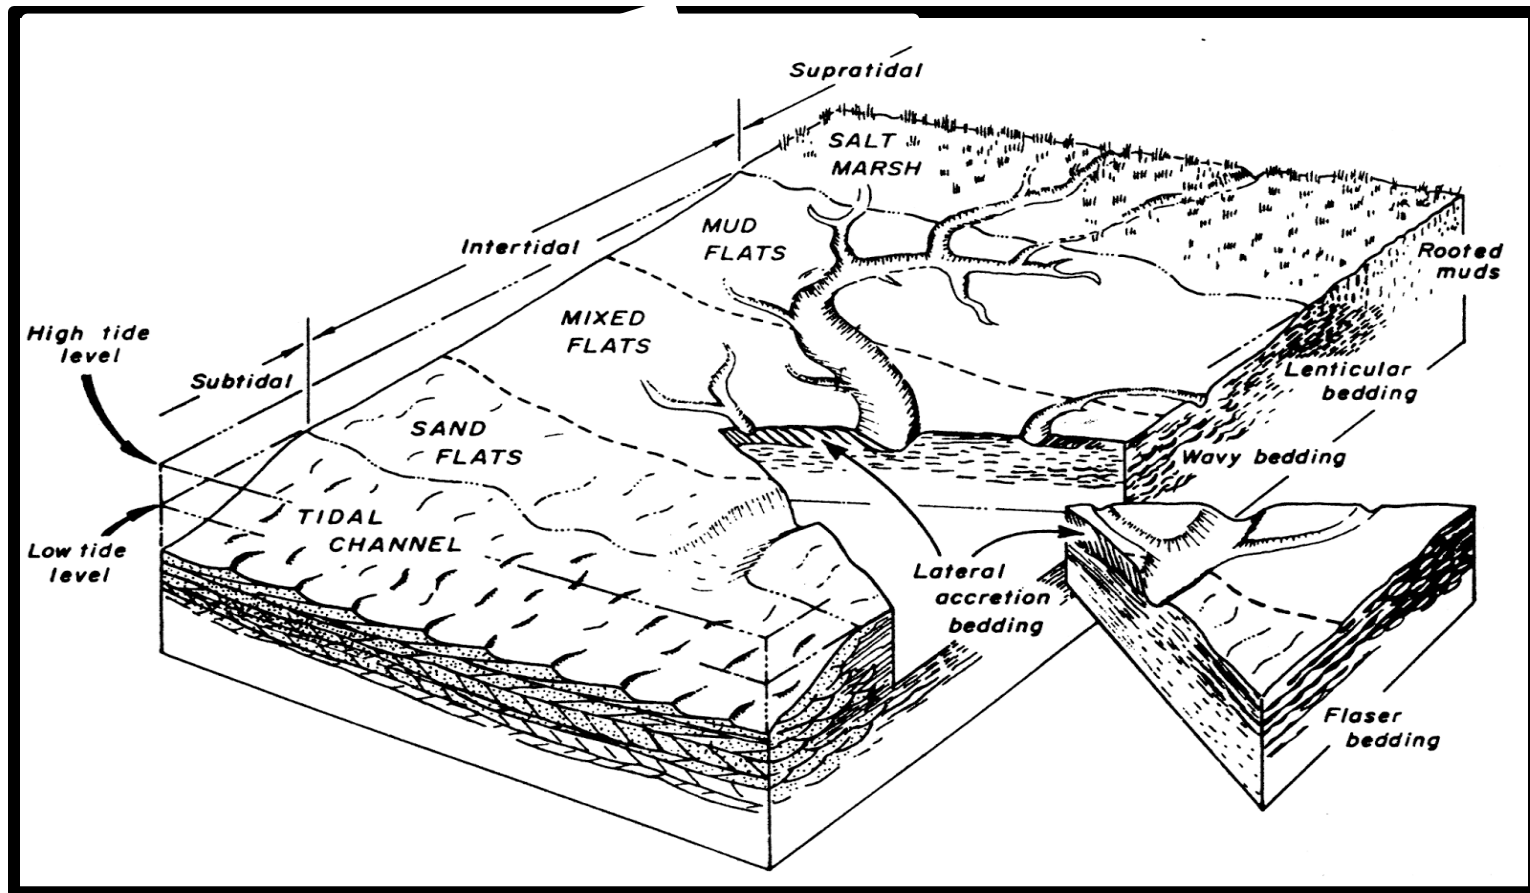 Supratidal
SALT
MARSH
MUD
FLATS
Intertidal
Rooted
muds
MIXED
FLATS
High tide
level
Subtidal
Lenticular
bedding
SAND
FLATS
Wavy bedding
TIDAL
CHANNEL
Low tide
level
Lateral
accretion
bedding
Flaser
bedding